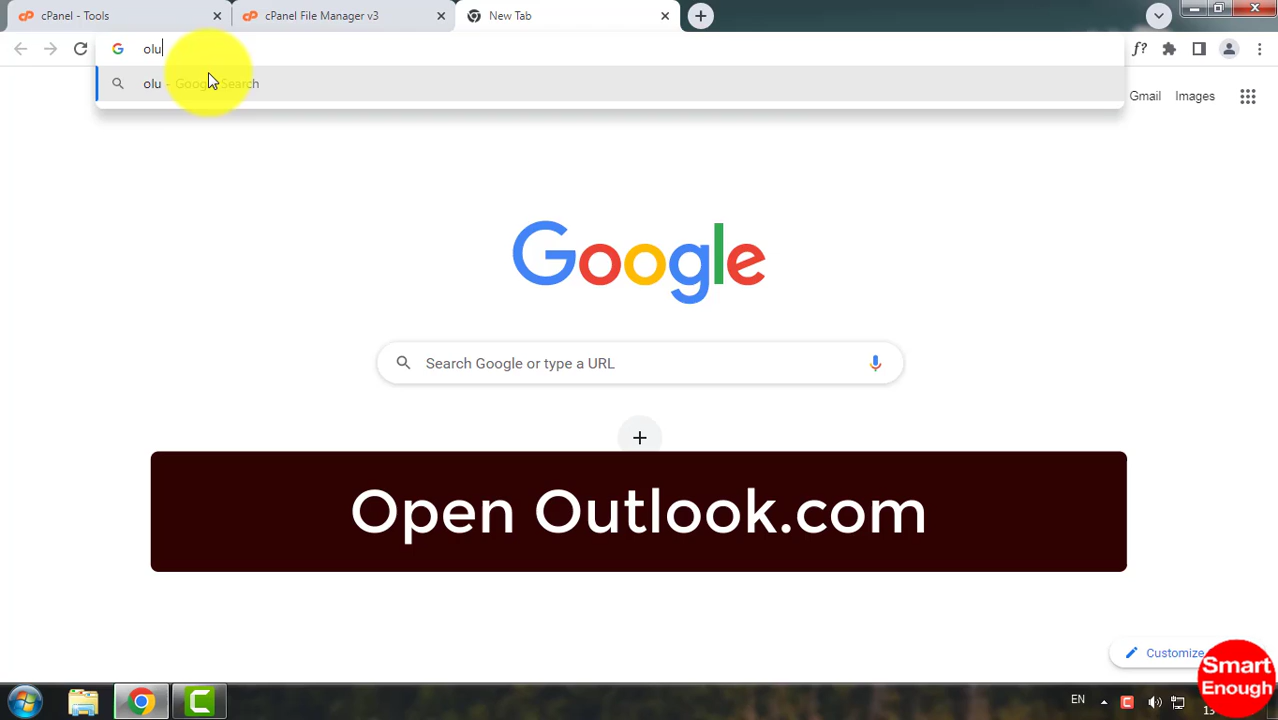 cPanel - Tools
cPanel File Manager v3
New Tab
olu
olu - Google Search
Gmail
Images
Google
Search Google or type a URL
Open Outlook.com
Customize
Smart
Enough
EN